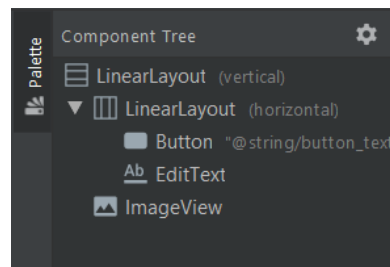 Palette
Component Tree
LinearLayout (vertical)
LinearLayout (horizontal)
Button "@string/button_text
Ab EditText
ImageView